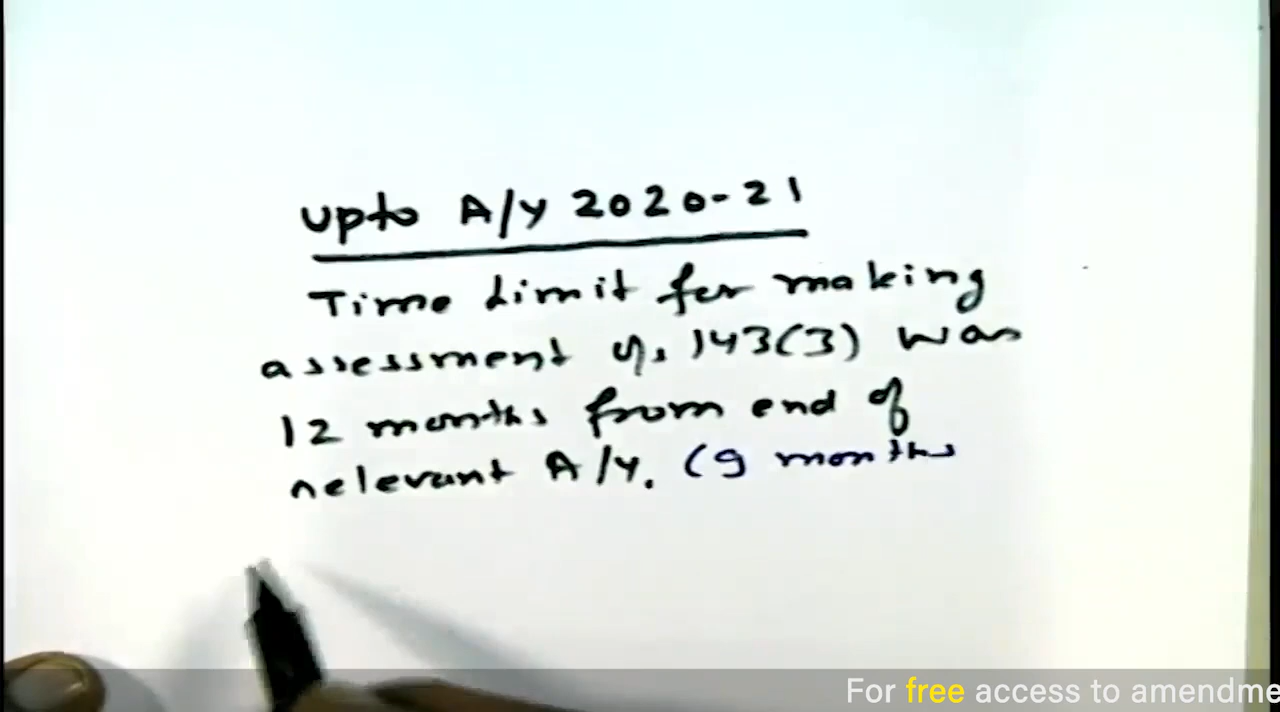 upto A/Y 2020-21
Time Limit for making
assessment u/s 143(3) was
12 months from end of
relevant A/Y. (9 months
For free access to amendme